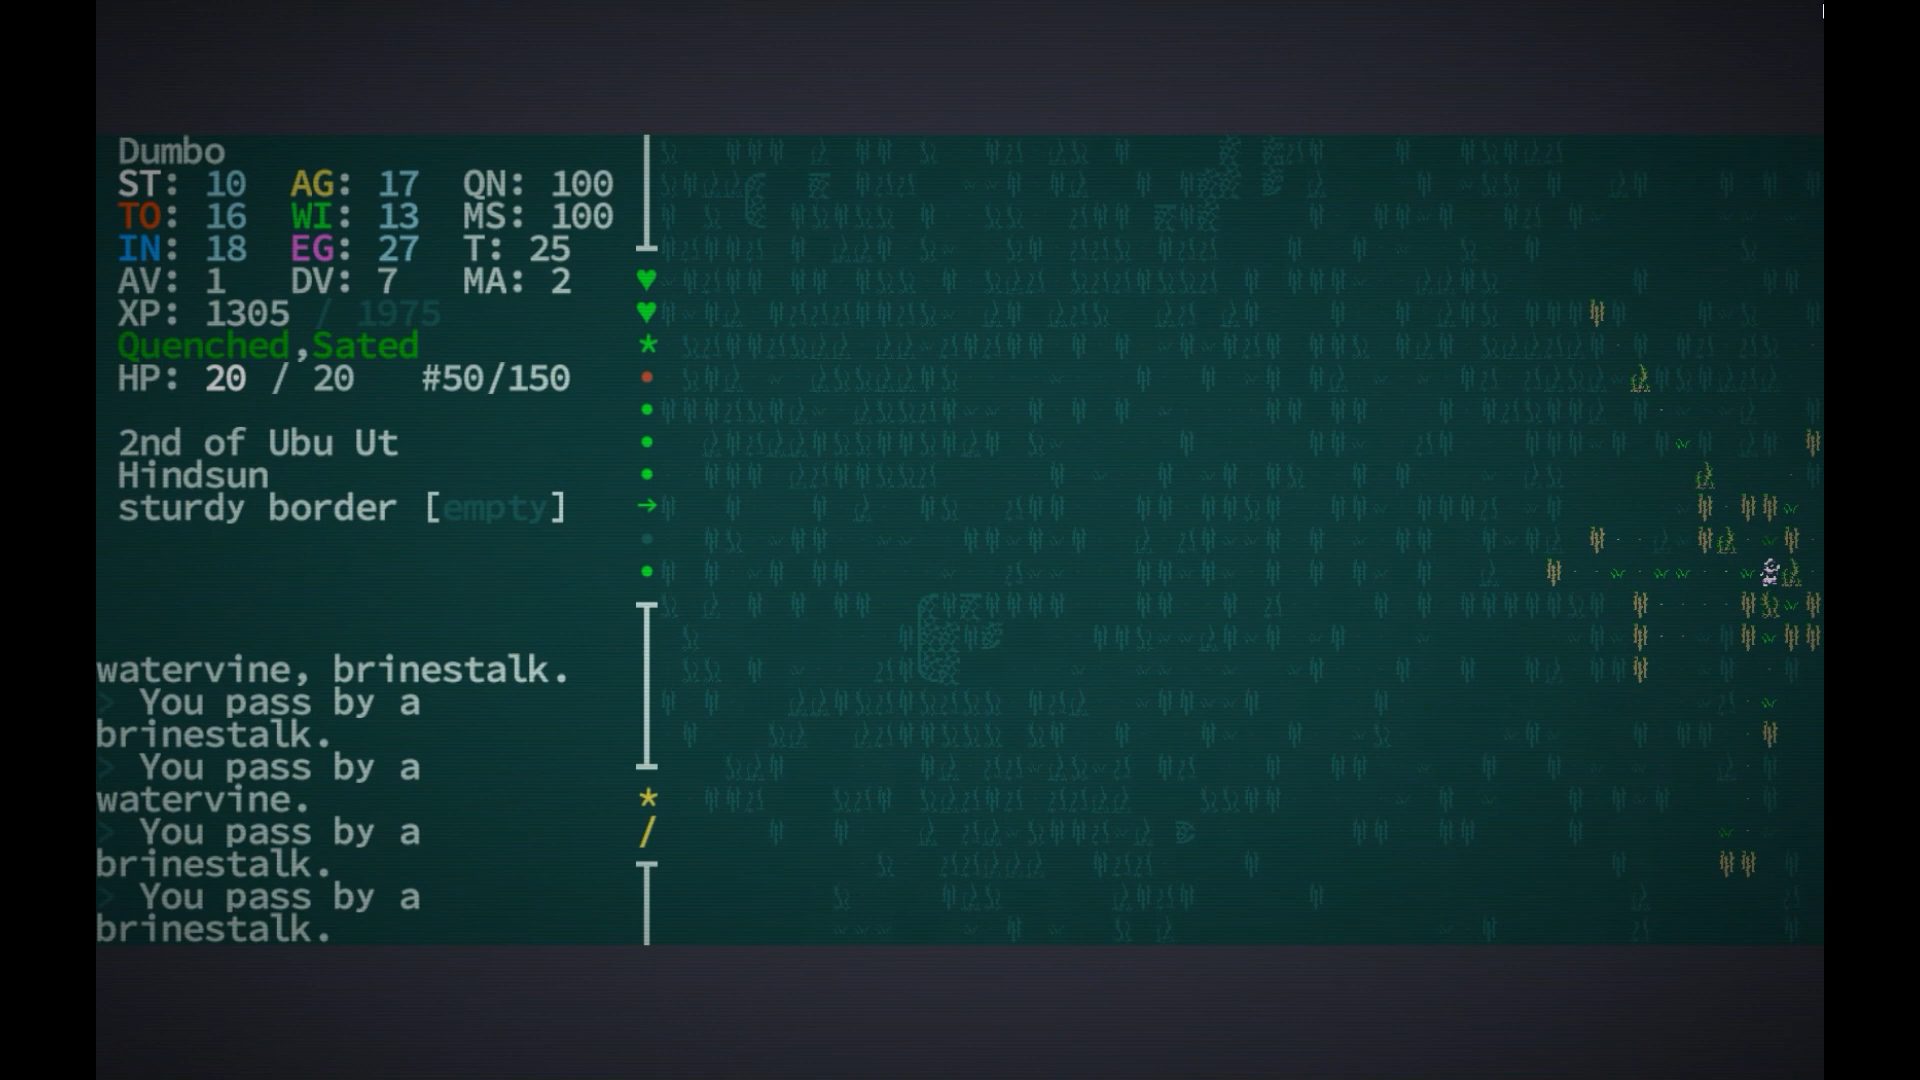 Dumbo
ST: 10 AG: 17 QN: 100
TO: 16 WI: 13 MS: 100
IN: 18 EG: 27 T: 25
AV: 1 DV: 7 MA: 2
XP: 1305 / 1975
Quenched,Sated
HP: 20 / 20 #50/150
2nd of Ubu Ut
Hindsun
sturdy border [empty]
watervine, brinestalk.
> You pass by a
brinestalk.
> You pass by a
watervine.
> You pass by a
brinestalk.
> You pass by a
brinestalk.